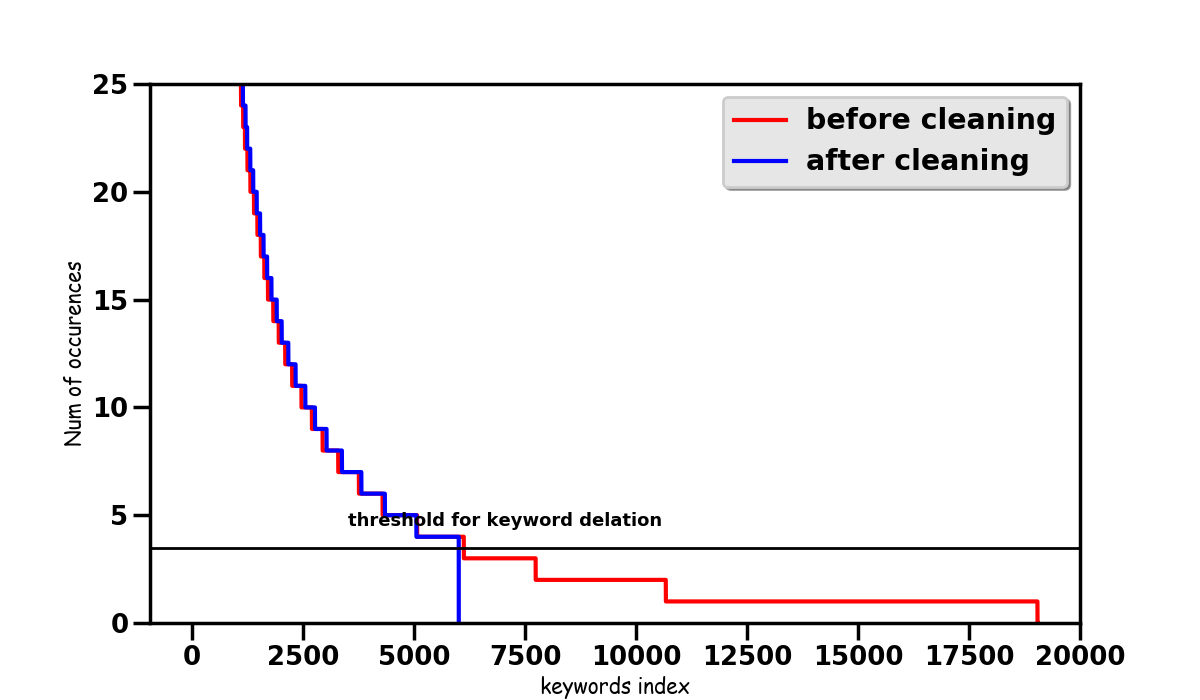 25
before cleaning
after cleaning
20
15
10
5
0
Num of occurences
threshold for keyword delation
0 2500 5000 7500 10000 12500 15000 17500 20000
keywords index